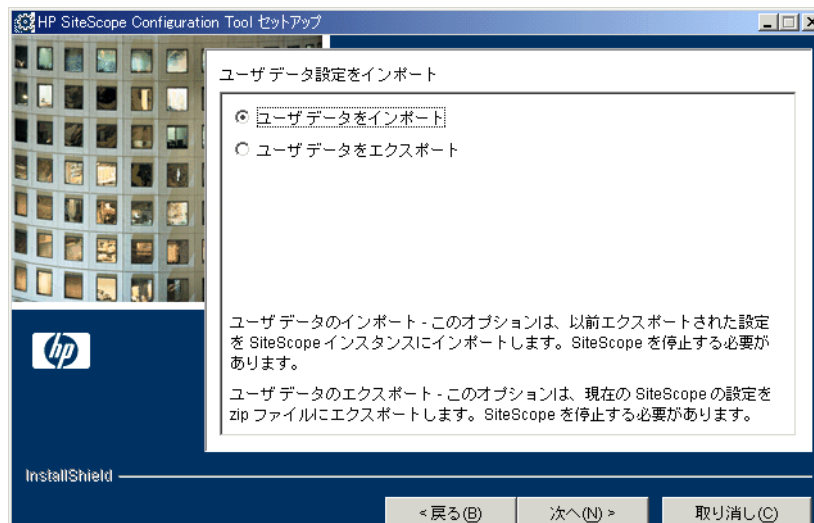 HP SiteScope Configuration Tool セットアップ
ユーザ データ設定をインポート
ユーザ データをインポート
ユーザ データをエクスポート
ユーザ データのインポート - このオプションは、以前エクスポートされた設定
を SiteScope インスタンスにインポートします。SiteScope を停止する必要が
あります。
ユーザ データのエクスポート - このオプションは、現在の SiteScope の設定を
zip ファイルにエクスポートします。SiteScope を停止する必要があります。
hp
InstallShield
< 戻る(B)
次へ(N) >
取り消し(C)